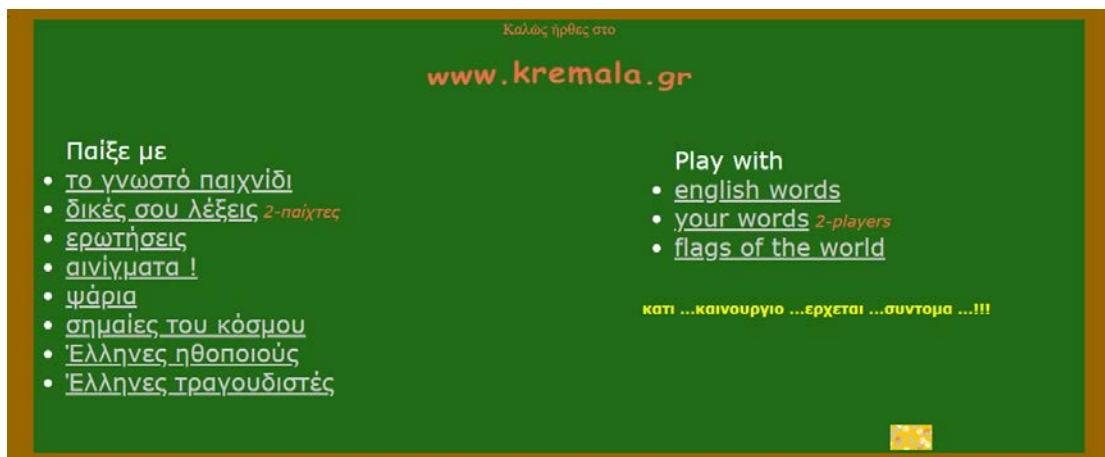 Καλώς ήρθες στο
www.kremala.gr
Παίξε με
το γνωστό παιχνίδι
δικές σου λέξεις 2-παίχτες
ερωτήσεις
αινίγματα !
ψάρια
σημαίες του κόσμου
Έλληνες ηθοποιούς
Έλληνες τραγουδιστές
Play with
english words
your words 2-players
flags of the world
κατι ...καινουργιο ...ερχεται ...συντομα ...!!!